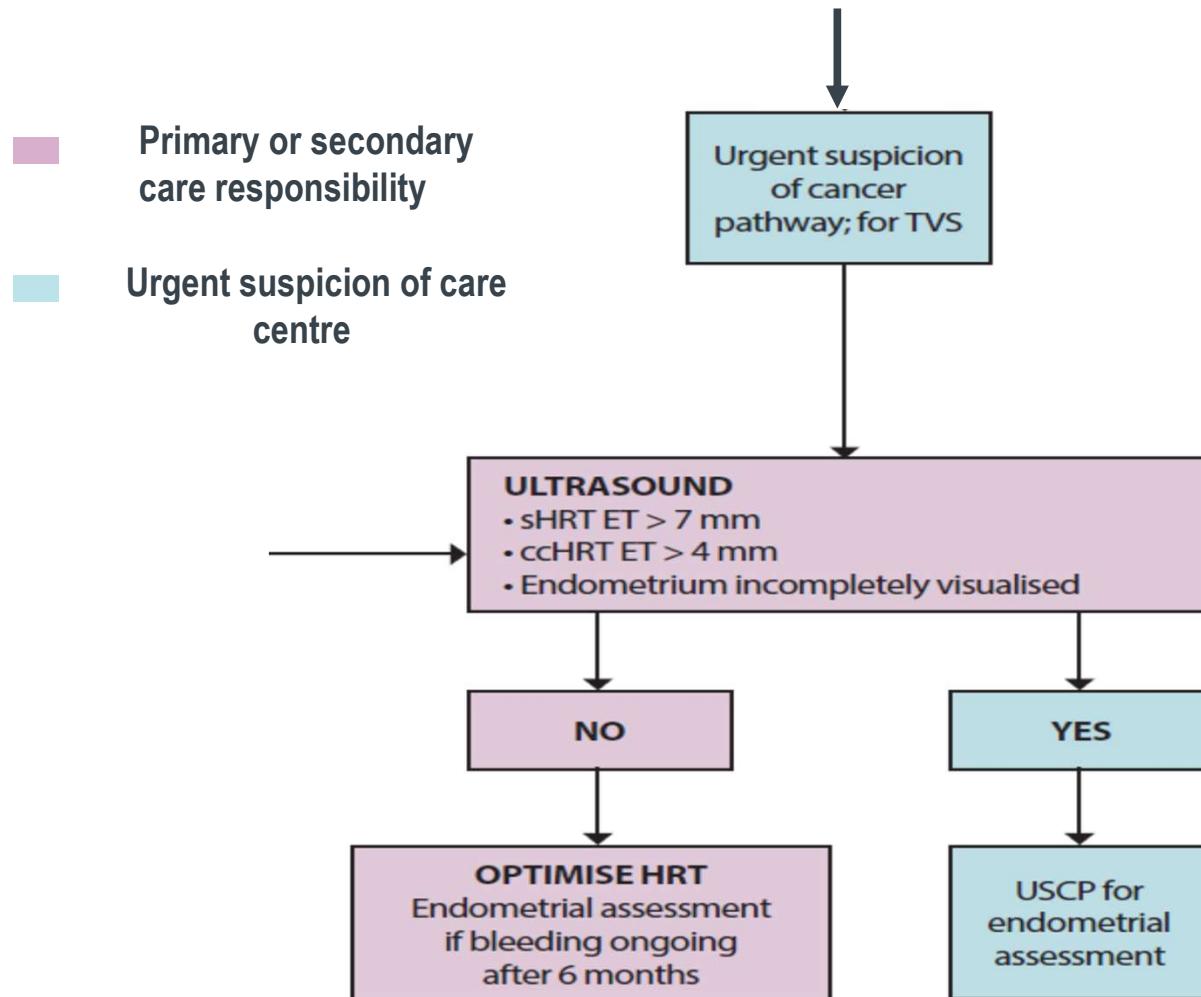 Primary or secondary
care responsibility
Urgent suspicion of care
centre
Urgent suspicion
of cancer
pathway; for TVS
ULTRASOUND
• sHRT ET > 7 mm
• ccHRT ET > 4 mm
• Endometrium incompletely visualised
NO
YES
OPTIMISE HRT
Endometrial assessment
if bleeding ongoing
after 6 months
USCP for
endometrial
assessment